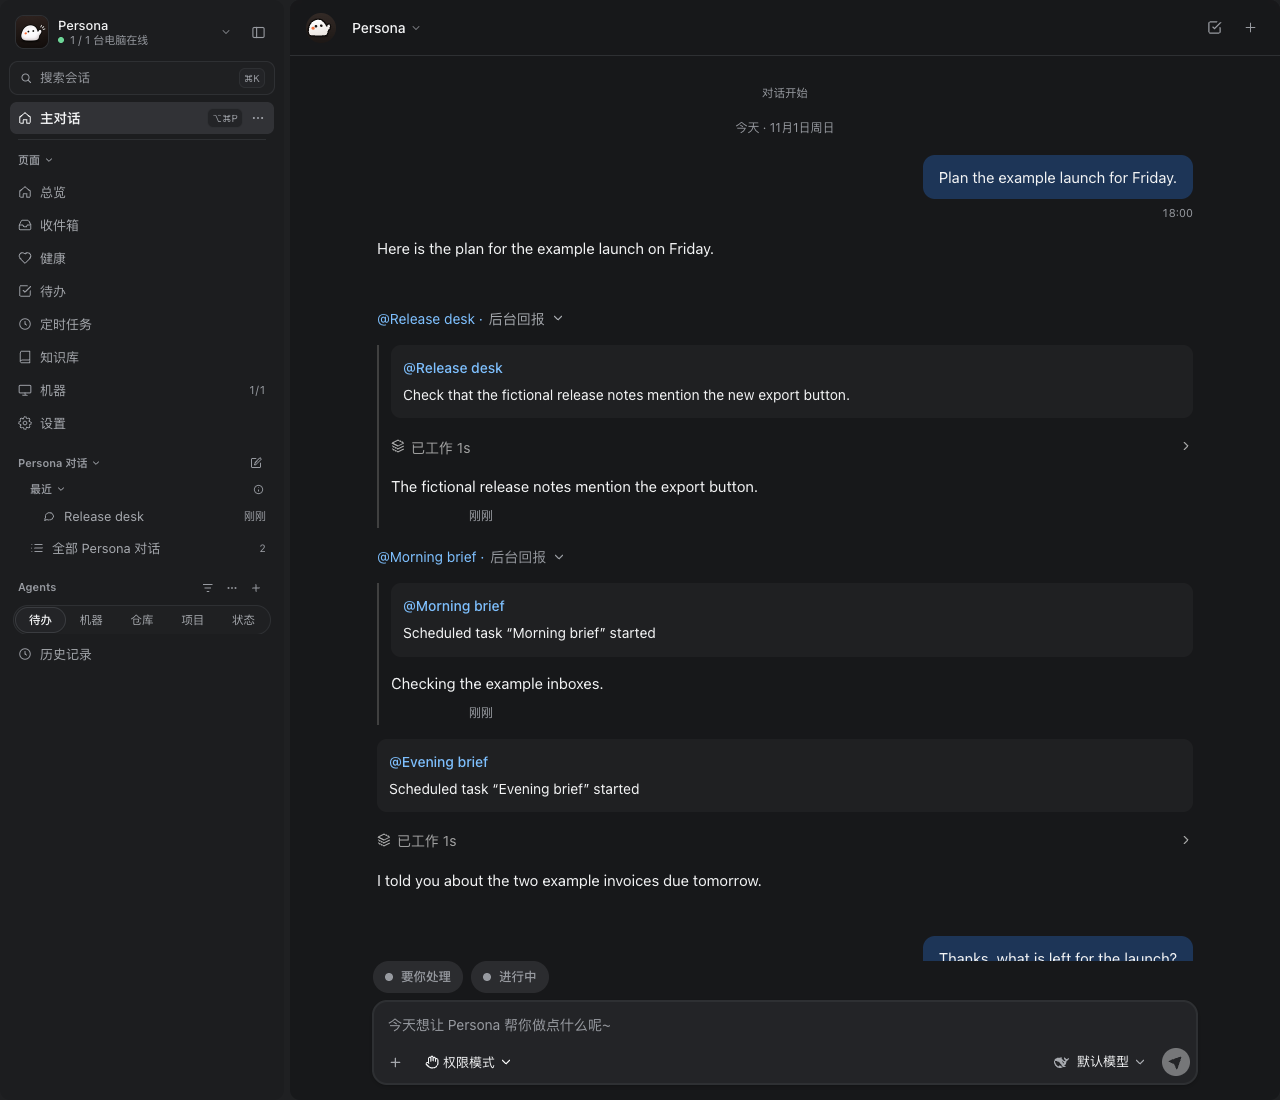 Persona
1 / 1 台电脑在线
搜索会话
⌘K
主对话
⌥⌘P
页面
总览
收件箱
健康
待办
定时任务
知识库
机器
1/1
设置
Persona 对话
最近
Release desk
刚刚
全部 Persona 对话
2
Agents
待办
机器
仓库
项目
状态
历史记录
Persona
对话开始
今天 · 11月1日周日
Plan the example launch for Friday.
18:00
Here is the plan for the example launch on Friday.
@Release desk · 后台回报
@Release desk
Check that the fictional release notes mention the new export button.
已工作 1s
The fictional release notes mention the export button.
刚刚
@Morning brief · 后台回报
@Morning brief
Scheduled task “Morning brief” started
Checking the example inboxes.
刚刚
@Evening brief
Scheduled task “Evening brief” started
已工作 1s
I told you about the two example invoices due tomorrow.
Thanks, what is left for the launch?
要你处理
进行中
今天想让 Persona 帮你做点什么呢~
权限模式
默认模型